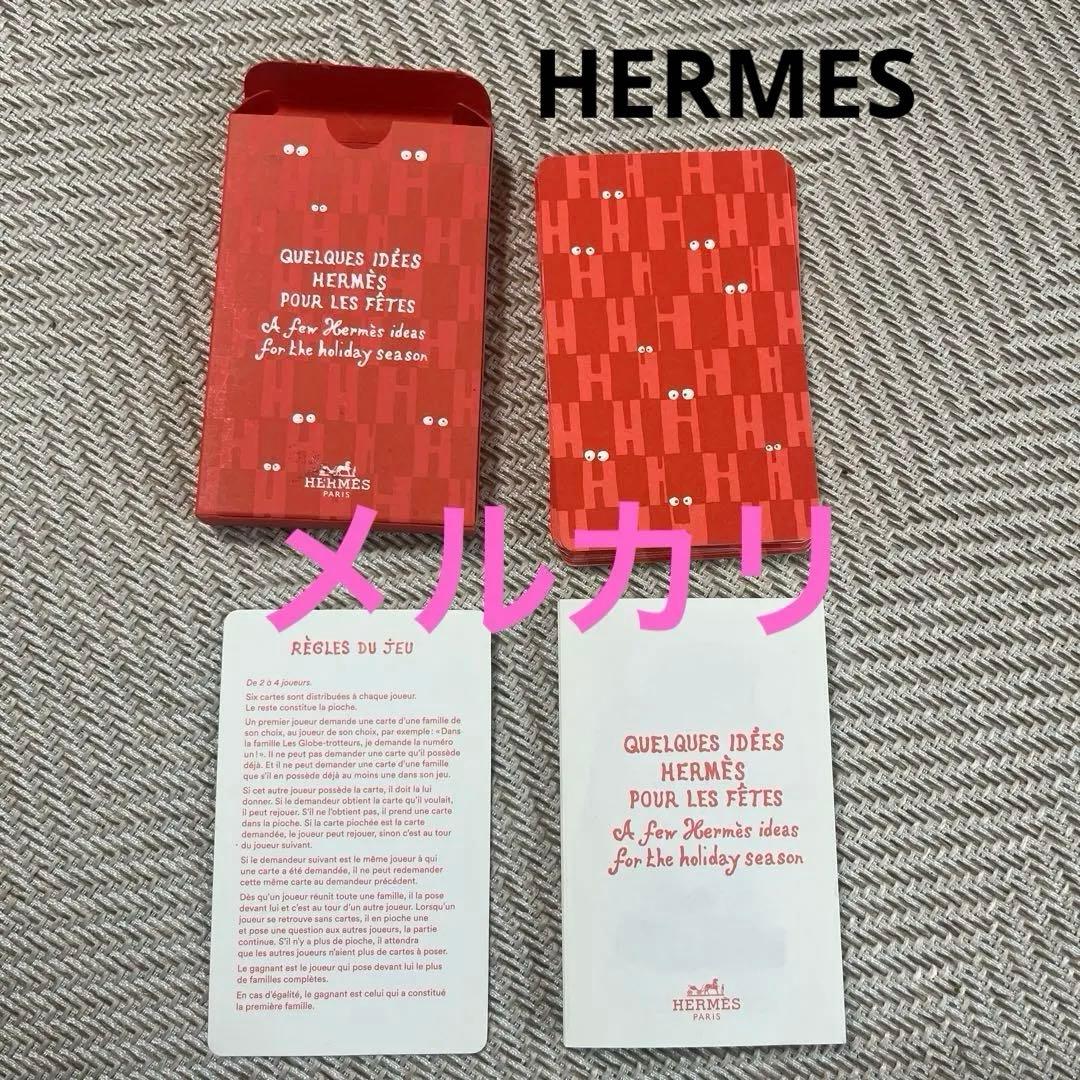 HERMES
QUELQUES IDÉES
HERMÈS
POUR LES FÊTES
A few Hermès ideas
for the holiday season
HERMÈS
PARIS
メルカリ
RÈGLES DU JEU
De 2 à 4 joueurs.
Six cartes sont distribuées à chaque joueur.
Le reste constitue la pioche.
Un premier joueur demande une carte d'une famille de
son choix, au joueur de son choix, par exemple : «Dans
la famille Les Globe-trotteurs, je demande la numéro
un!». Il ne peut pas demander une carte qu'il possède
déjà. Et il ne peut demander une carte d'une famille
que s'il en possède déjà au moins une dans son jeu.
Si cet autre joueur possède la carte, il doit la lui
donner. Si le demandeur obtient la carte qu'il voulait,
il peut rejouer. S'il ne l'obtient pas, il prend une carte
dans la pioche. Si la carte piochée est la carte
demandée, le joueur peut rejouer, sinon c'est au tour
du joueur suivant.
Si le demandeur suivant est le même joueur à qui
une carte a été demandée, il ne peut redemander
cette même carte au demandeur précédent.
Dès qu'un joueur réunit toute une famille, il la pose
devant lui et c'est au tour d'un autre joueur. Lorsqu'un
joueur se retrouve sans cartes, il en pioche une
et pose une question aux autres joueurs, la partie
continue. S'il n'y a plus de pioche, il attendra
que les autres joueurs n'aient plus de cartes à poser.
Le gagnant est le joueur qui pose devant lui le plus
de familles complètes.
En cas d'égalité, le gagnant est celui qui a constitué
la première famille.
QUELQUES IDÉES
HERMÈS
POUR LES FÊTES
A few Hermès ideas
for the holiday season
HERMÈS
PARIS